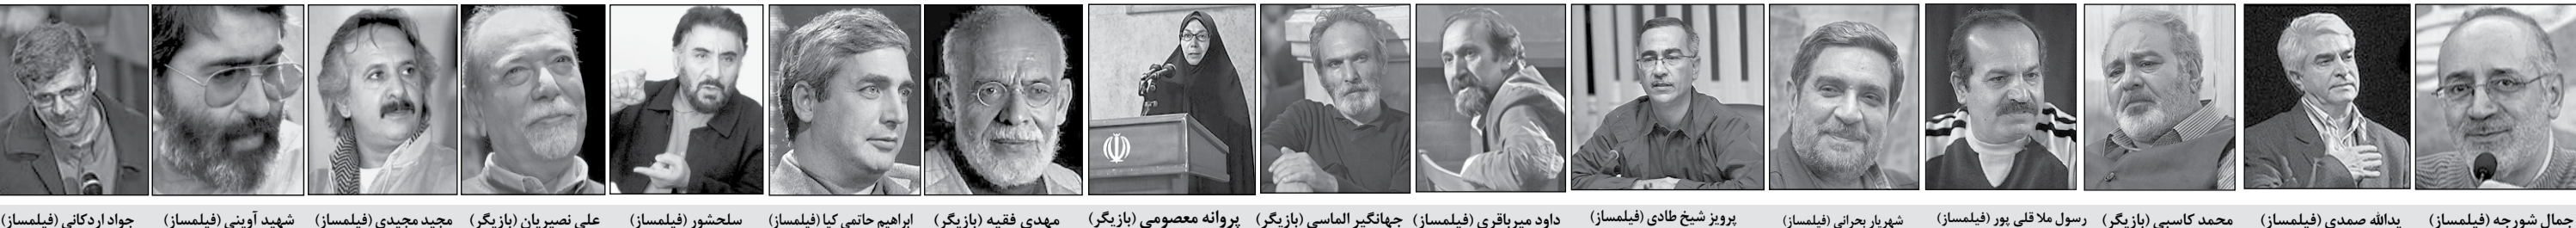 جمال شورجه (فیلمساز) یدالله صمدی (فیلمساز) محمد کاسبی (بازیگر) رسول ملا قلی پور (فیلمساز) شهریار بحرانی (فیلمساز) پرویز شیخ طادی (فیلمساز) داود میرباقری (فیلمساز) جهانگیر الماسی (بازیگر) پروانه معصومی (بازیگر) مهدی فقیه (بازیگر) ابراهیم حاتمی کیا (فیلمساز) سلحشور (فیلمساز) علی نصیریان (بازیگر) مجید مجیدی (فیلمساز) شهید آوینی (فیلمساز) جواد اردکانی (فیلمساز)